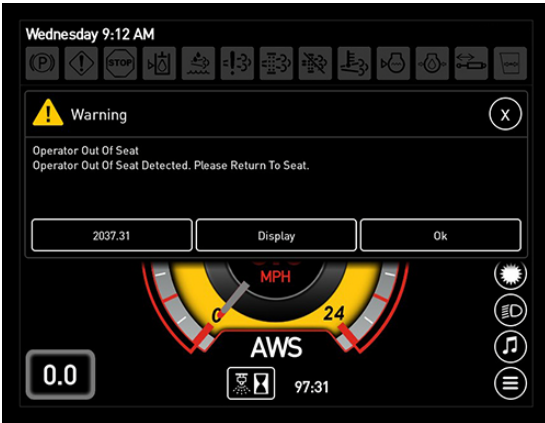 Wednesday 9:12 AM
(P)
STOP
Warning
X
Operator Out Of Seat
Operator Out Of Seat Detected. Please Return To Seat.
2037.31
Display
Ok
MPH
0
24
AWS
0.0
97:31